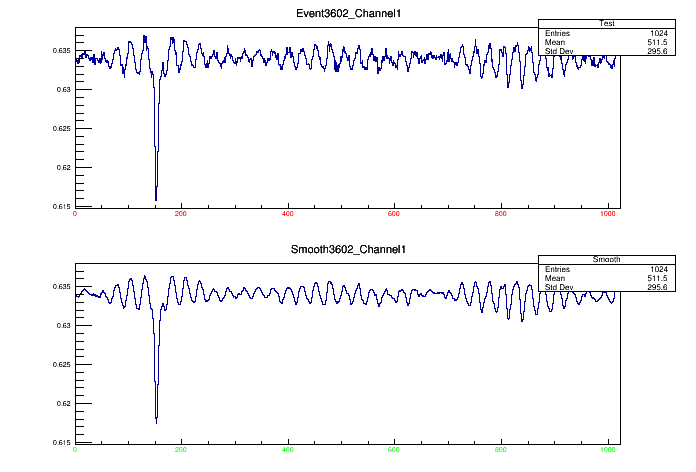 Event3602_Channel1
Test
Entries 1024
Mean 511.5
Std Dev 295.6
0.635
0.63
0.625
0.62
0.615
0 200 400 600 800 1000
Smooth3602_Channel1
Smooth
Entries 1024
Mean 511.5
Std Dev 295.6
0.635
0.63
0.625
0.62
0.615
0 200 400 600 800 1000